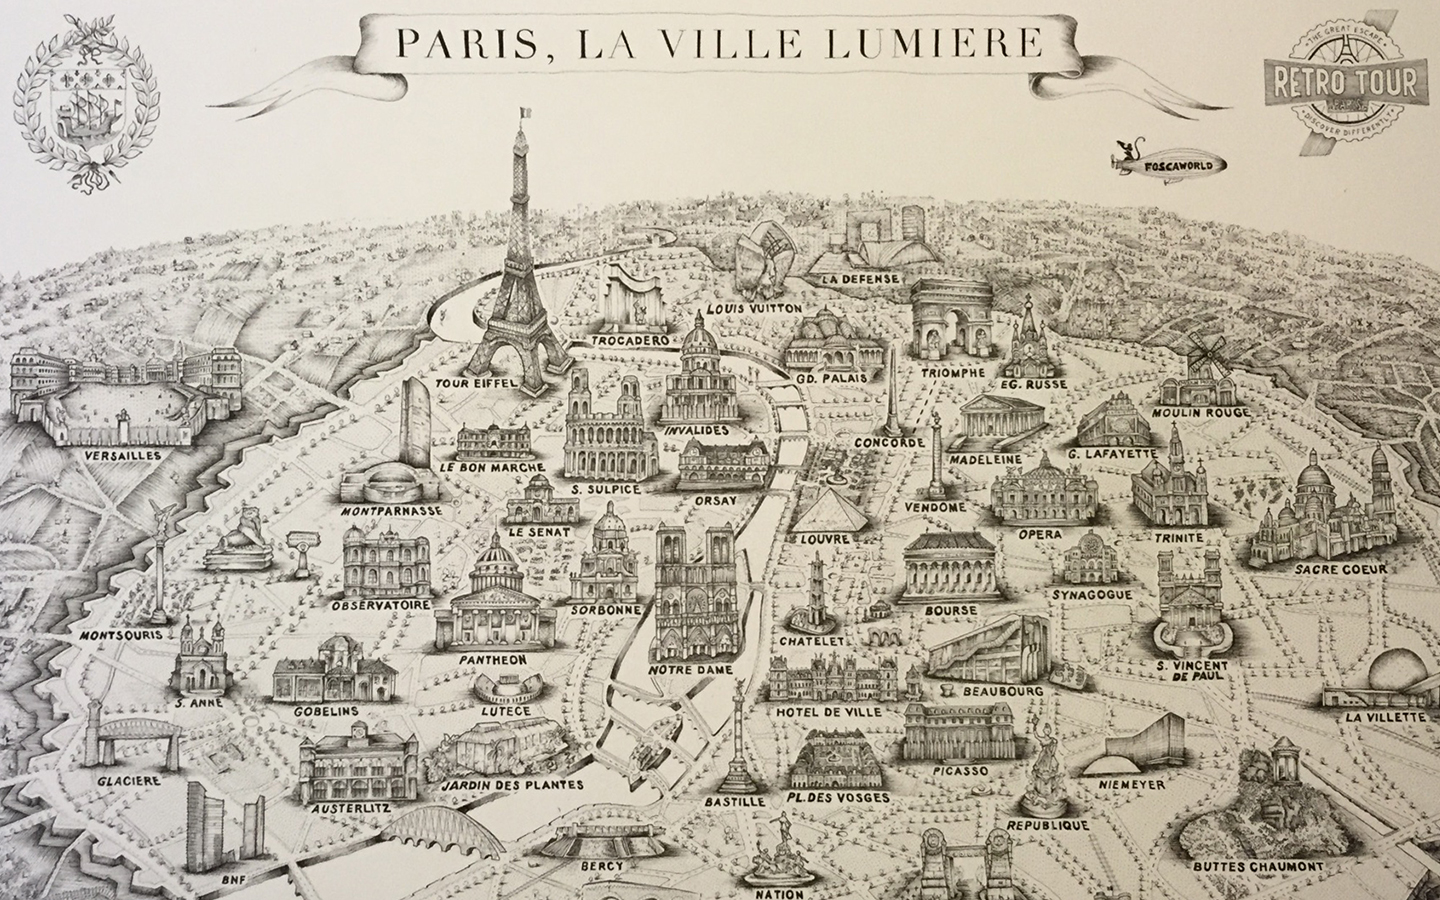 PARIS, LA VILLE LUMIERE
THE GREAT ESCAPE
RETRO TOUR
PARIS
DISCOVER DIFFERENTLY
FOSCAWORLD
LA DEFENSE
LOUIS VUITTON
TROCADERO
TOUR EIFFEL
GD. PALAIS
TRIOMPHE
EG. RUSSE
MOULIN ROUGE
INVALIDES
CONCORDE
VERSAILLES
LE BON MARCHE
MADELEINE
G. LAFAYETTE
S. SULPICE
ORSAY
MONTPARNASSE
VENDOME
LE SENAT
LOUVRE
OPERA
TRINITE
SACRE COEUR
OBSERVATOIRE
SORBONNE
BOURSE
SYNAGOGUE
MONTSOURIS
CHATELET
PANTHEON
NOTRE DAME
S. VINCENT
DE PAUL
BEAUBOURG
S. ANNE
GOBELINS
LUTECE
HOTEL DE VILLE
LA VILLETTE
PICASSO
GLACIERE
JARDIN DES PLANTES
NIEMEYER
BASTILLE
PL. DES VOSGES
AUSTERLITZ
REPUBLIQUE
BERCY
BUTTES CHAUMONT
BNF
NATION